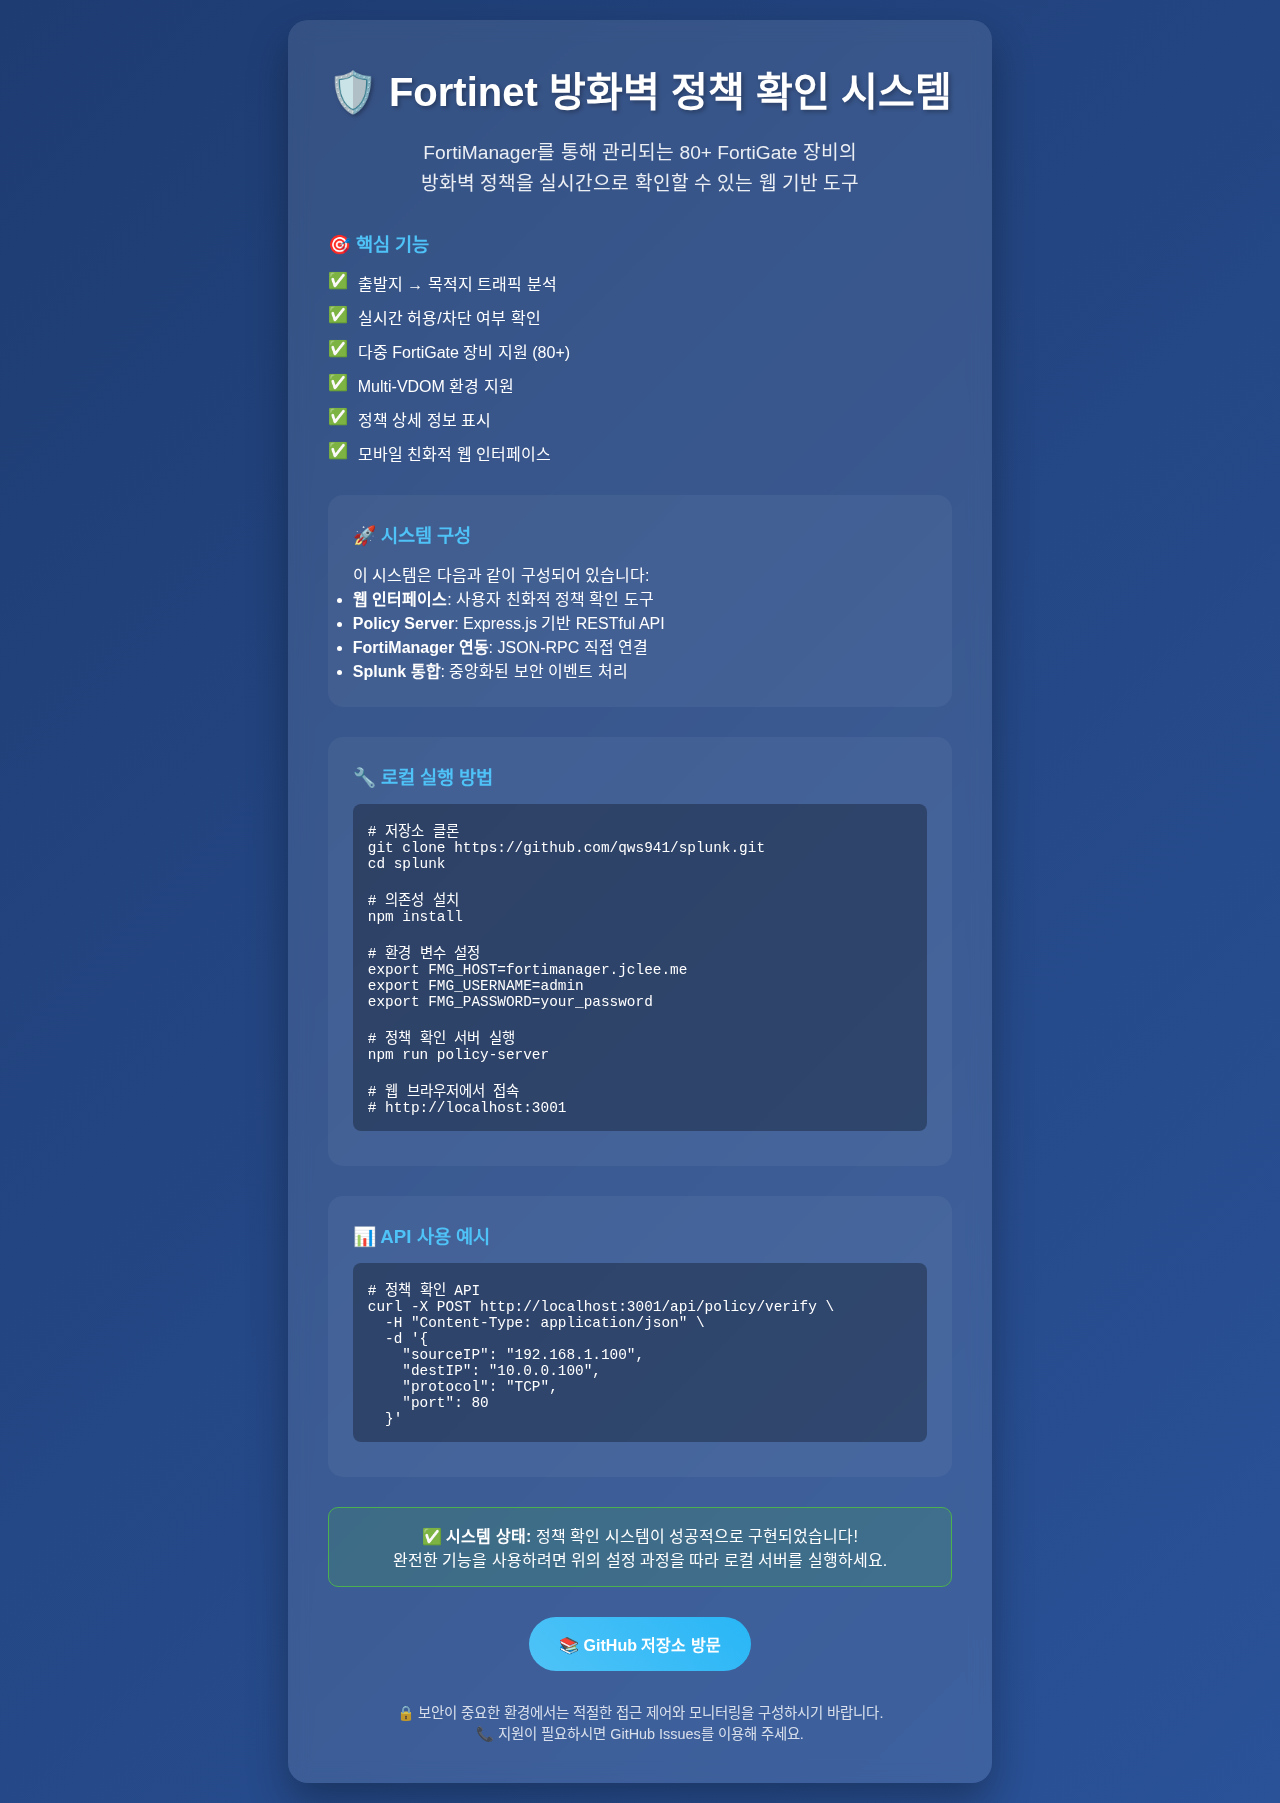 🛡️ Fortinet 방화벽 정책 확인 시스템
FortiManager를 통해 관리되는 80+ FortiGate 장비의
방화벽 정책을 실시간으로 확인할 수 있는 웹 기반 도구
🎯 핵심 기능
✅ 출발지 → 목적지 트래픽 분석
✅ 실시간 허용/차단 여부 확인
✅ 다중 FortiGate 장비 지원 (80+)
✅ Multi-VDOM 환경 지원
✅ 정책 상세 정보 표시
✅ 모바일 친화적 웹 인터페이스
🚀 시스템 구성
이 시스템은 다음과 같이 구성되어 있습니다:
• 웹 인터페이스: 사용자 친화적 정책 확인 도구
• Policy Server: Express.js 기반 RESTful API
• FortiManager 연동: JSON-RPC 직접 연결
• Splunk 통합: 중앙화된 보안 이벤트 처리
🔧 로컬 실행 방법
# 저장소 클론
git clone https://github.com/qws941/splunk.git
cd splunk
# 의존성 설치
npm install
# 환경 변수 설정
export FMG_HOST=fortimanager.jclee.me
export FMG_USERNAME=admin
export FMG_PASSWORD=your_password
# 정책 확인 서버 실행
npm run policy-server
# 웹 브라우저에서 접속
# http://localhost:3001
📊 API 사용 예시
# 정책 확인 API
curl -X POST http://localhost:3001/api/policy/verify \
  -H "Content-Type: application/json" \
  -d '{
    "sourceIP": "192.168.1.100",
    "destIP": "10.0.0.100",
    "protocol": "TCP",
    "port": 80
  }'
✅ 시스템 상태: 정책 확인 시스템이 성공적으로 구현되었습니다!
완전한 기능을 사용하려면 위의 설정 과정을 따라 로컬 서버를 실행하세요.
📚 GitHub 저장소 방문
🔒 보안이 중요한 환경에서는 적절한 접근 제어와 모니터링을 구성하시기 바랍니다.
📞 지원이 필요하시면 GitHub Issues를 이용해 주세요.